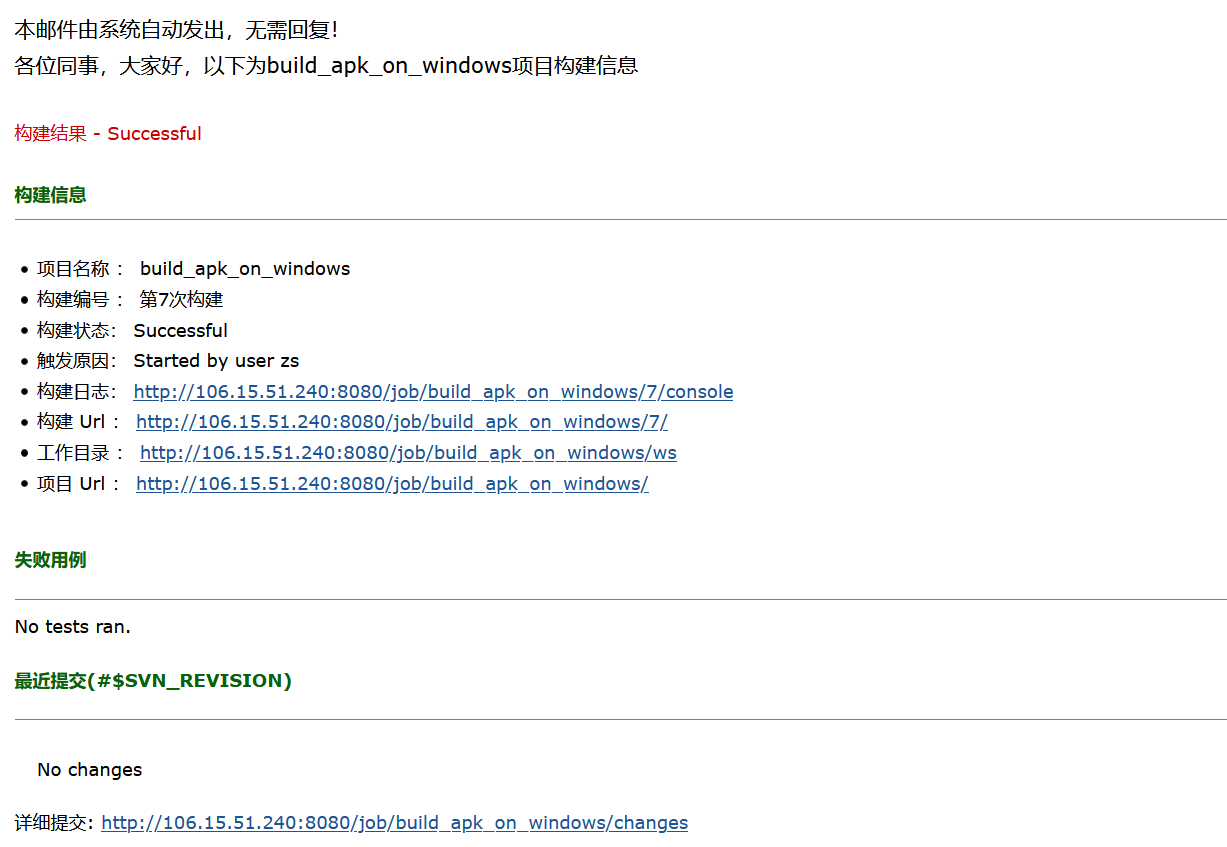 本邮件由系统自动发出，无需回复！
各位同事，大家好，以下为build_apk_on_windows项目构建信息
构建结果 - Successful
构建信息
• 项目名称 ： build_apk_on_windows
• 构建编号 ： 第7次构建
• 构建状态： Successful
• 触发原因： Started by user zs
• 构建日志： http://106.15.51.240:8080/job/build_apk_on_windows/7/console
• 构建 Url ： http://106.15.51.240:8080/job/build_apk_on_windows/7/
• 工作目录 ： http://106.15.51.240:8080/job/build_apk_on_windows/ws
• 项目 Url ： http://106.15.51.240:8080/job/build_apk_on_windows/
失败用例
No tests ran.
最近提交(#$SVN_REVISION)
No changes
详细提交: http://106.15.51.240:8080/job/build_apk_on_windows/changes